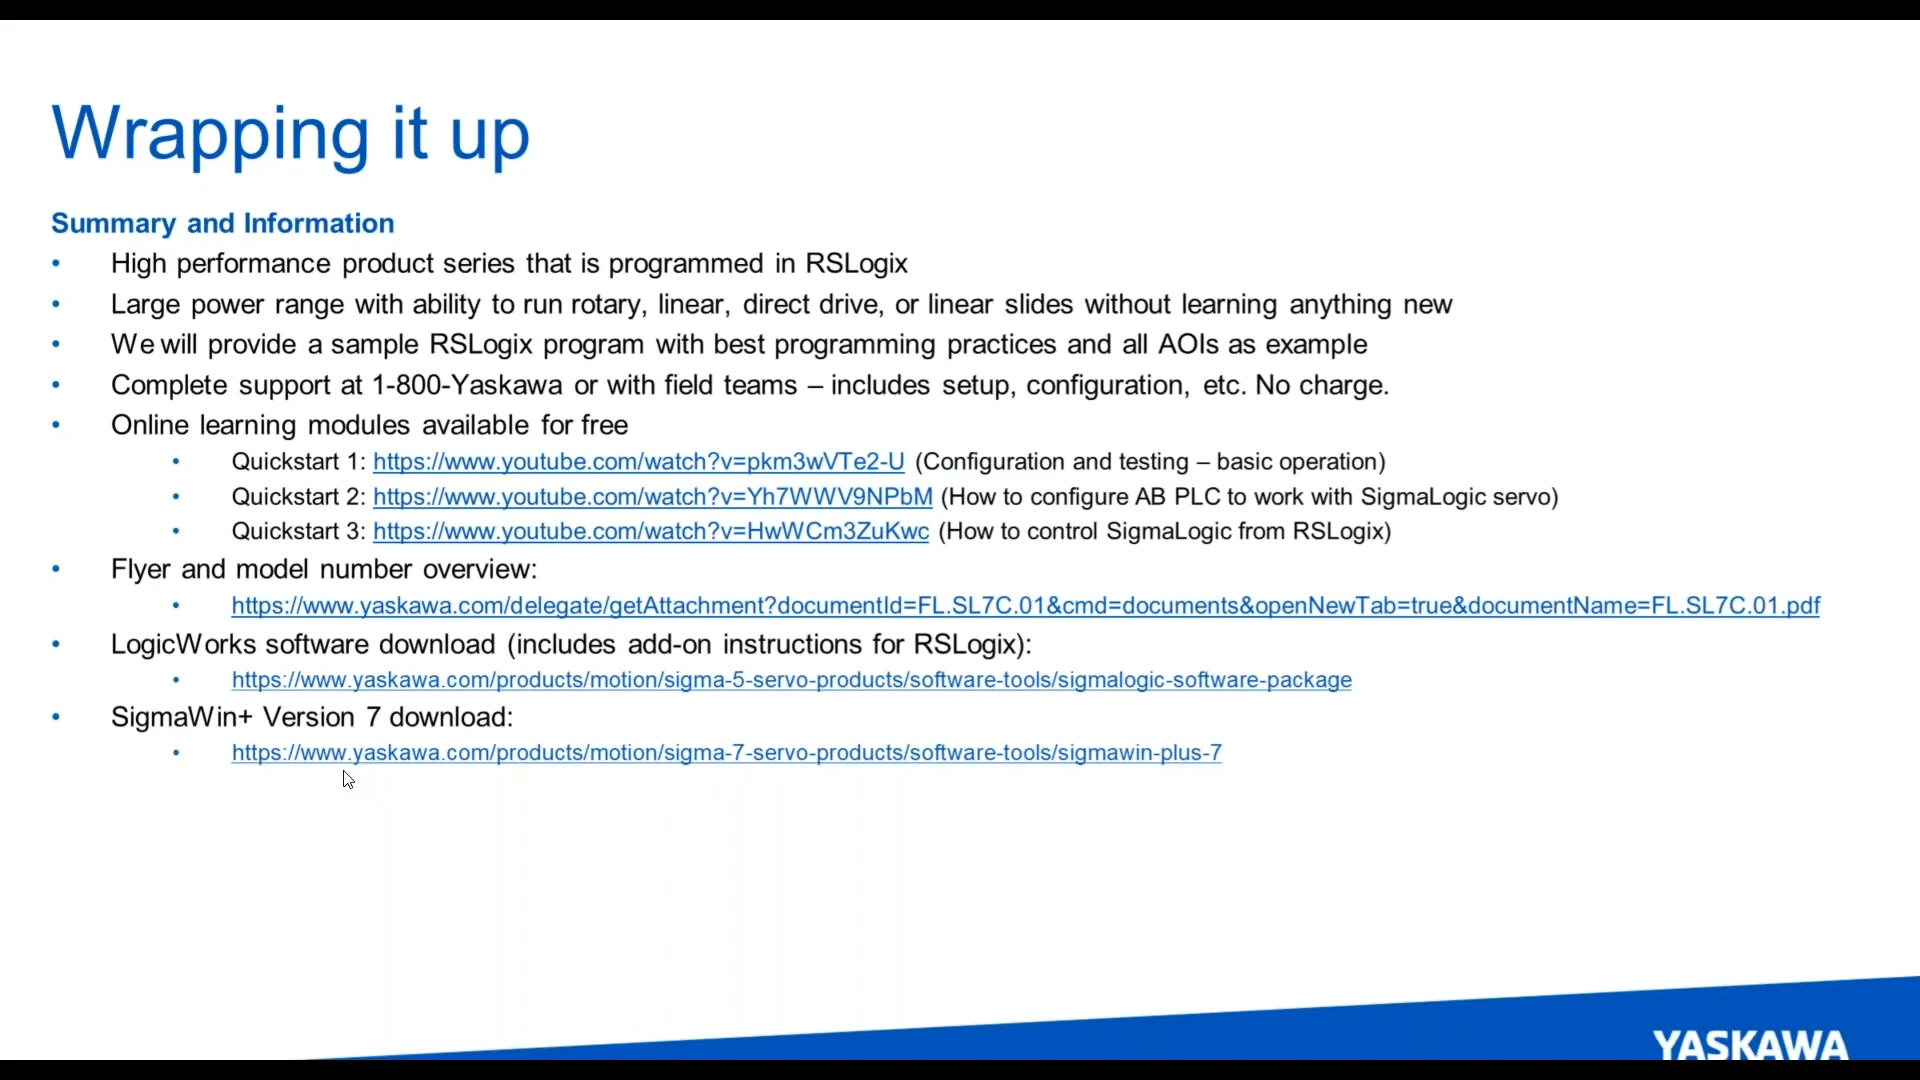 Wrapping it up
Summary and Information
• High performance product series that is programmed in RSLogix
• Large power range with ability to run rotary, linear, direct drive, or linear slides without learning anything new
• We will provide a sample RSLogix program with best programming practices and all AOIs as example
• Complete support at 1-800-Yaskawa or with field teams – includes setup, configuration, etc. No charge.
• Online learning modules available for free
• Quickstart 1: https://www.youtube.com/watch?v=pkm3wVTe2-U (Configuration and testing – basic operation)
• Quickstart 2: https://www.youtube.com/watch?v=Yh7WWV9NPbM (How to configure AB PLC to work with SigmaLogic servo)
• Quickstart 3: https://www.youtube.com/watch?v=HwWCm3ZuKwc (How to control SigmaLogic from RSLogix)
• Flyer and model number overview:
• https://www.yaskawa.com/delegate/getAttachment?documentId=FL.SL7C.01&cmd=documents&openNewTab=true&documentName=FL.SL7C.01.pdf
• LogicWorks software download (includes add-on instructions for RSLogix):
• https://www.yaskawa.com/products/motion/sigma-5-servo-products/software-tools/sigmalogic-software-package
• SigmaWin+ Version 7 download:
• https://www.yaskawa.com/products/motion/sigma-7-servo-products/software-tools/sigmawin-plus-7
YASKAWA